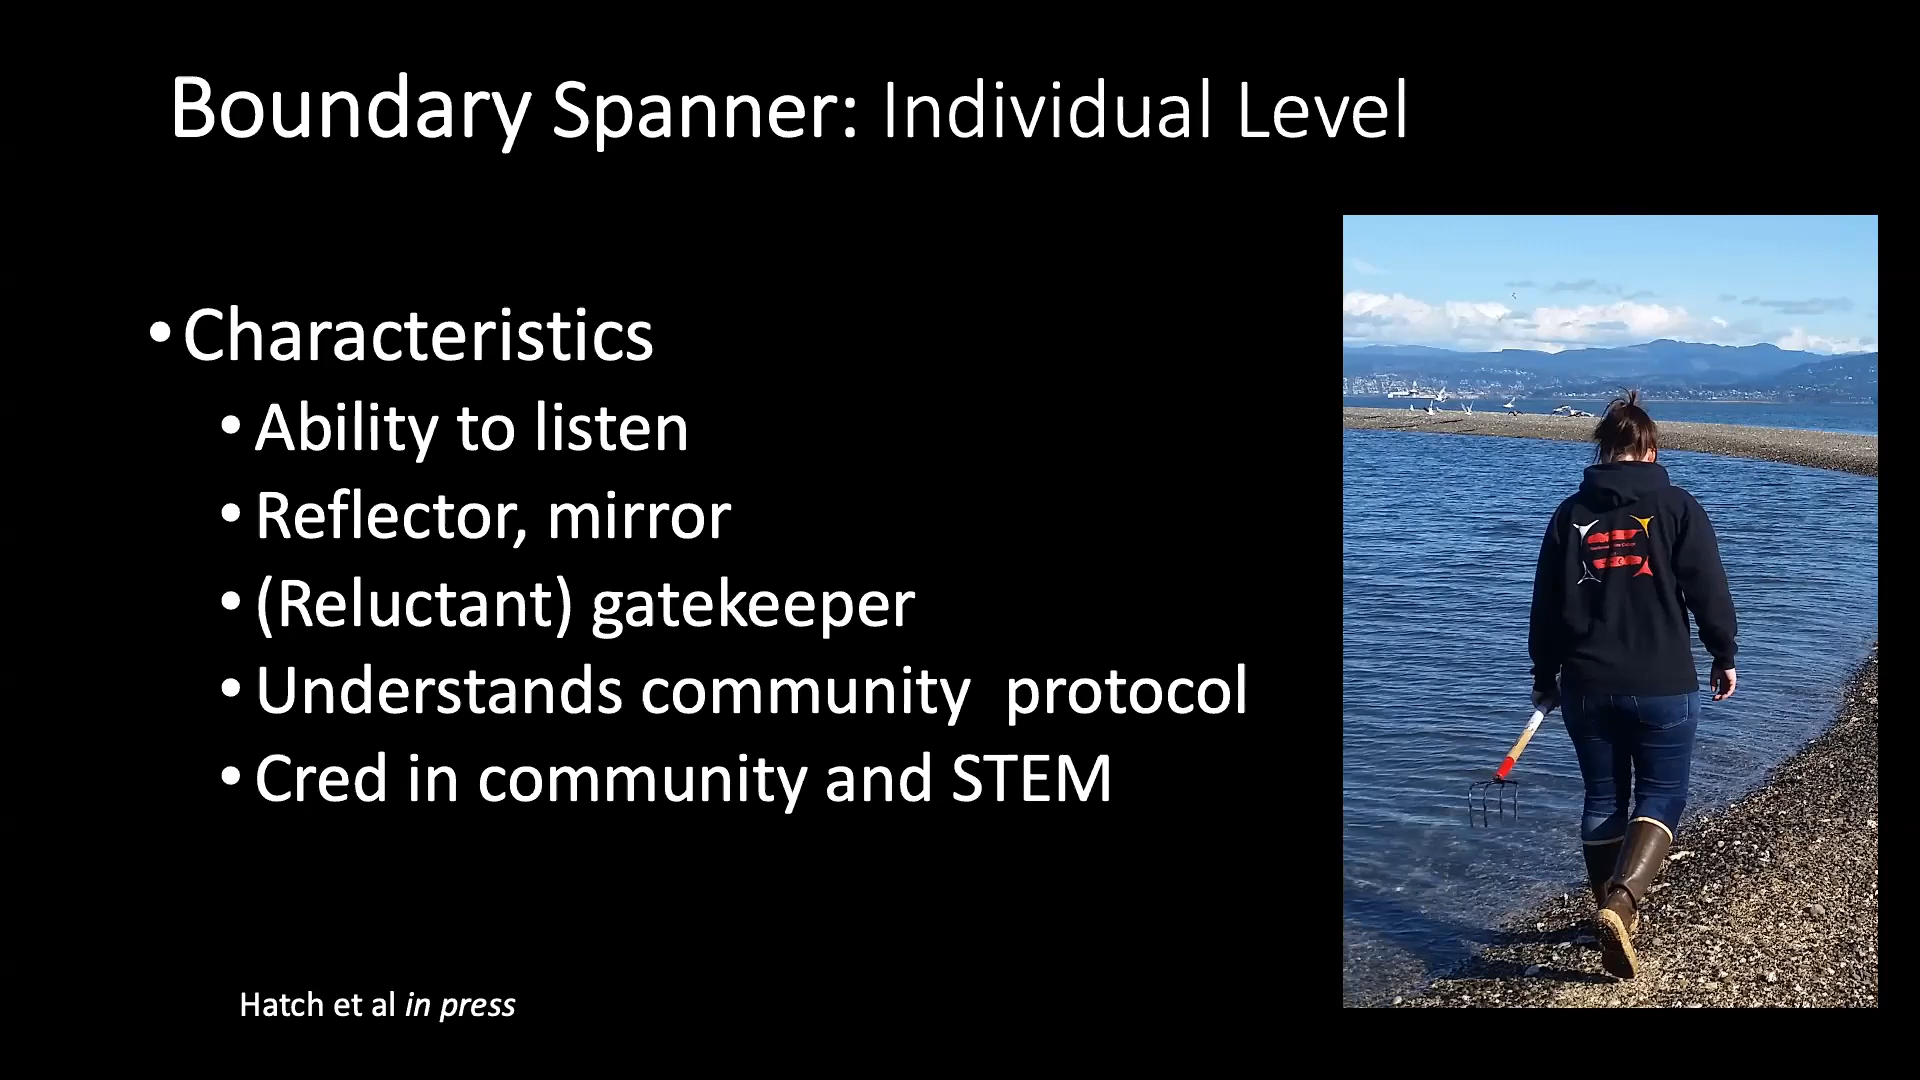 Boundary Spanner: Individual Level
• Characteristics
• Ability to listen
• Reflector, mirror
• (Reluctant) gatekeeper
• Understands community  protocol
• Cred in community and STEM
Hatch et al in press